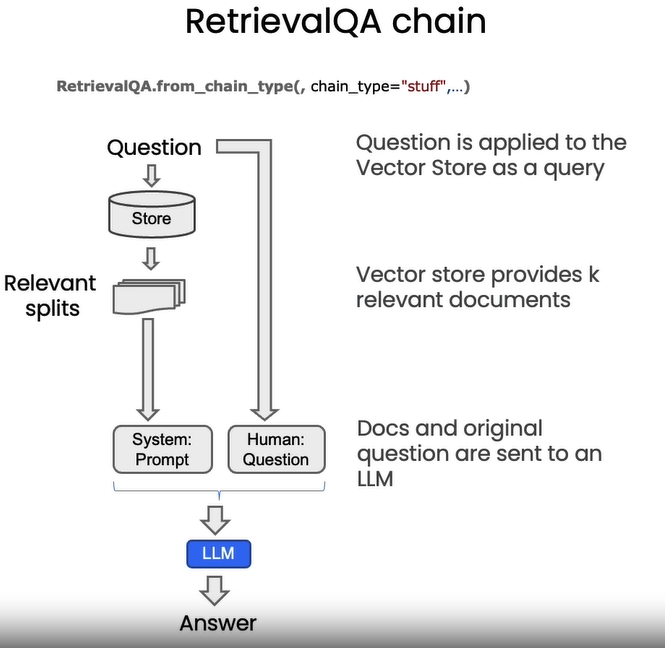 RetrievalQA chain
RetrievalQA.from_chain_type(, chain_type="stuff",...)
Question
Question is applied to the
Vector Store as a query
Store
Relevant
splits
Vector store provides k
relevant documents
System:
Prompt
Human:
Question
Docs and original
question are sent to an
LLM
LLM
Answer